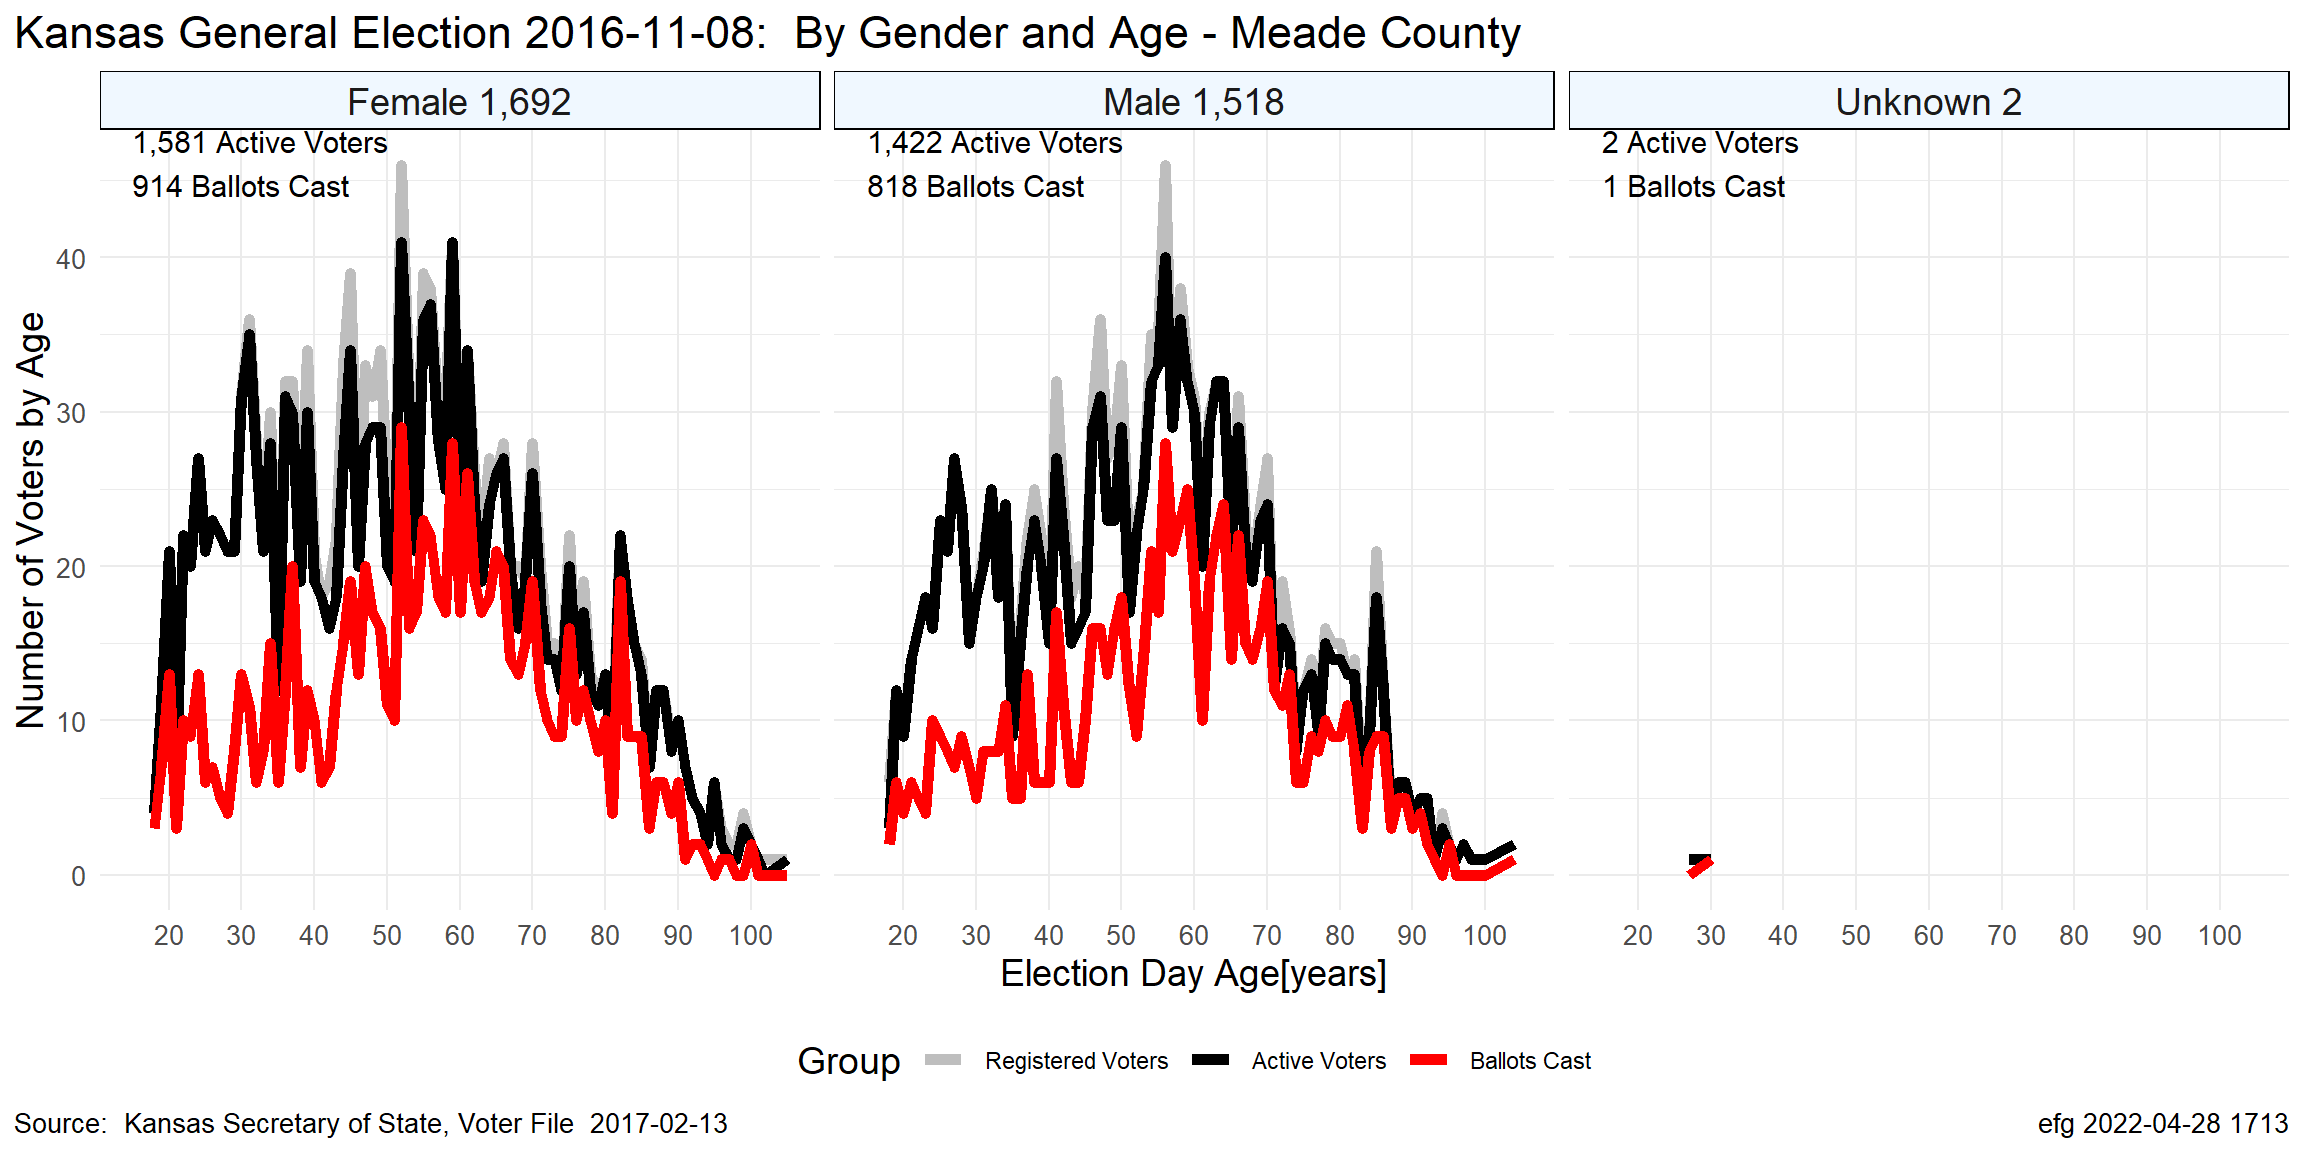 Kansas General Election 2016-11-08:  By Gender and Age - Meade County
Female 1,692
Male 1,518
Unknown 2
1,581 Active Voters
914 Ballots Cast
1,422 Active Voters
818 Ballots Cast
2 Active Voters
1 Ballots Cast
Number of Voters by Age
40
30
20
10
0
20 30 40 50 60 70 80 90 100
20 30 40 50 60 70 80 90 100
20 30 40 50 60 70 80 90 100
Election Day Age[years]
Group Registered Voters Active Voters Ballots Cast
Source:  Kansas Secretary of State, Voter File  2017-02-13
efg 2022-04-28 1713